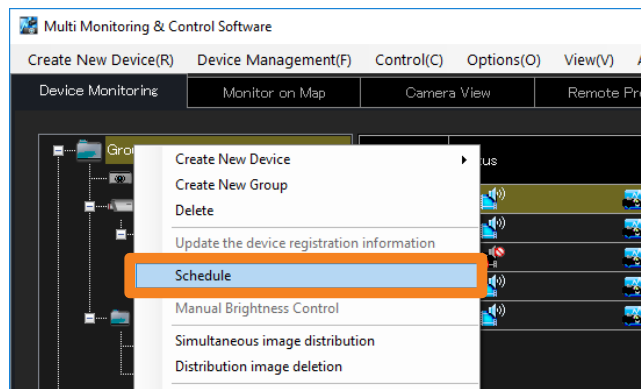 Multi Monitoring & Control Software
Create New Device(R) Device Management(F) Control(C) Options(O) View(V)
Device Monitoring Monitor on Map Camera View Remote
Create New Device
Create New Group
Delete
Update the device registration information
Schedule
Manual Brightness Control
Simultaneous image distribution
Distribution image deletion